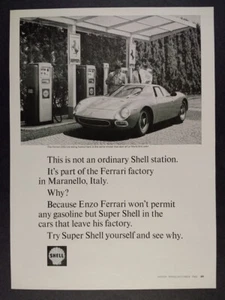 This is not an ordinary Shell station.
It's part of the Ferrari factory
in Maranello, Italy.
Why?
Because Enzo Ferrari won't permit
any gasoline but Super Shell in the
cars that leave his factory.
Try Super Shell yourself and see why.
SHELL